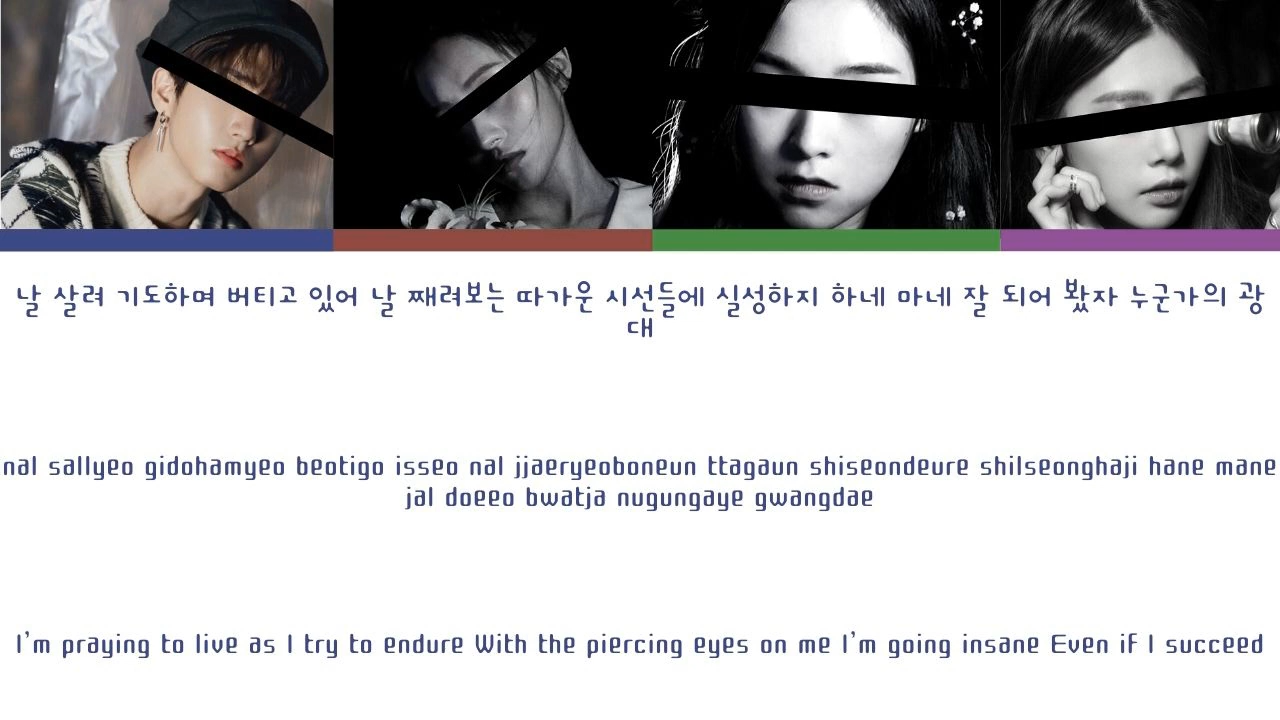 날 살려 기도하며 버티고 있어 날 째려보는 따가운 시선들에 실성하지 하네 마네 잘 되어 봤자 누군가의 광
대
nal sallyeo gidohamyeo beotigo isseo nal jjaeryeoboneun ttagaun shiseondeure shilseonghaji hane mane
jal doeeo bwatja nugungaye gwangdae
I'm praying to live as I try to endure With the piercing eyes on me I'm going insane Even if I succeed